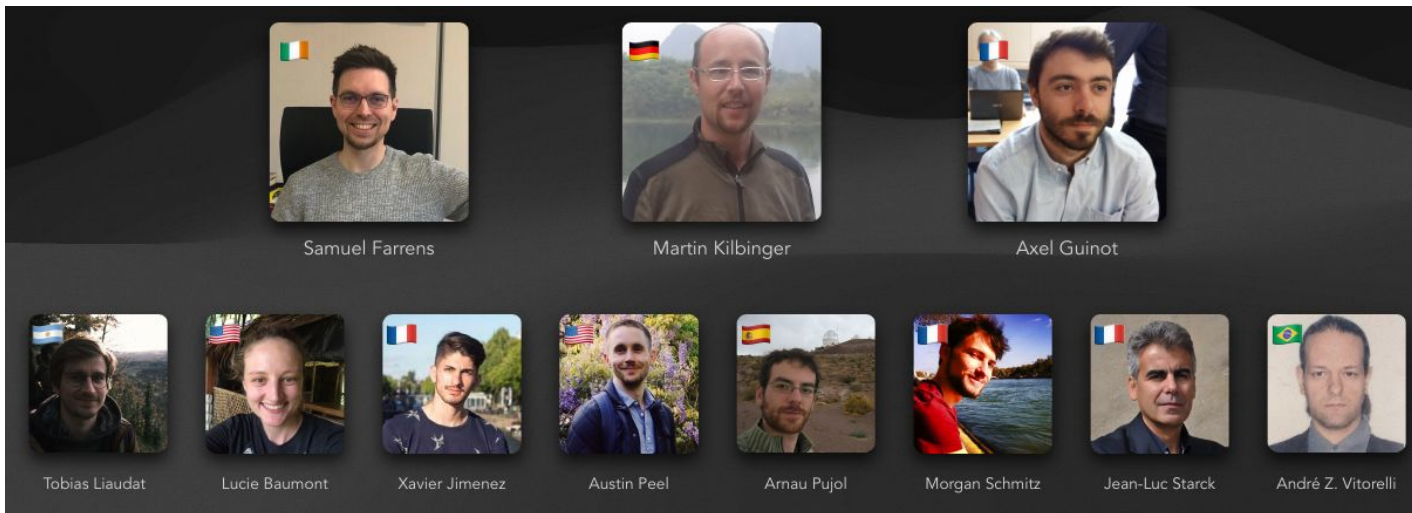 Samuel Farrens
Martin Kilbinger
Axel Guinot
Tobias Liaudat
Lucie Baumont
Xavier Jimenez
Austin Peel
Arnau Pujol
Morgan Schmitz
Jean-Luc Starck
André Z. Vitorelli